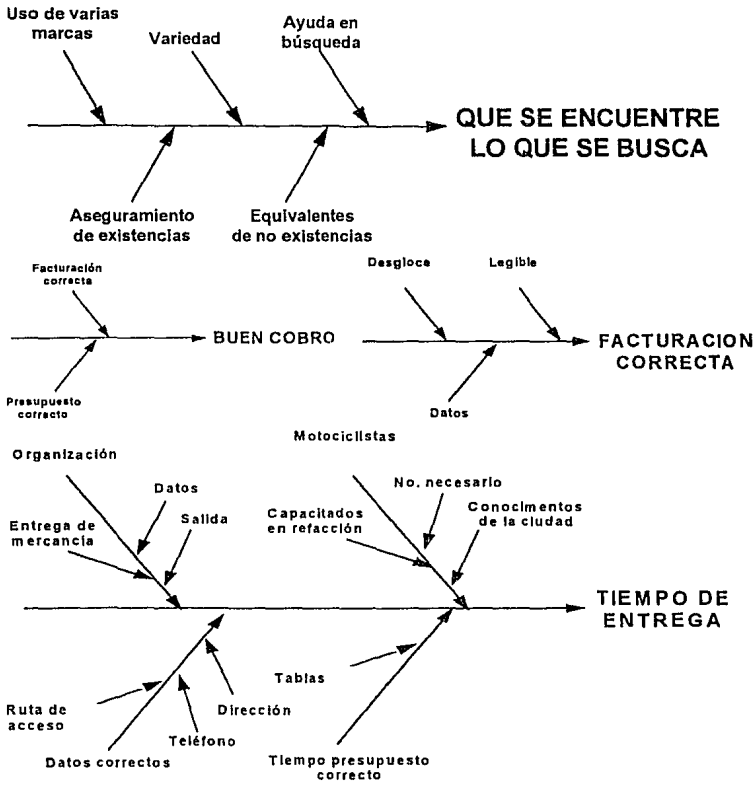 Uso de varias
marcas
Variedad
Ayuda en
búsqueda
QUE SE ENCUENTRE
LO QUE SE BUSCA
Aseguramiento
de existencias
Equivalentes
de no existencias
Facturación
correcta
BUEN COBRO
Presupuesto
correcto
Desgloce
Legible
FACTURACION
CORRECTA
Datos
Organización
Datos
Salida
Entrega de
mercancía
Motociclistas
No. necesario
Capacitados
en refacción
Conocimentos
de la ciudad
TIEMPO DE
ENTREGA
Ruta de
acceso
Dirección
Teléfono
Datos correctos
Tablas
Tiempo presupuesto
correcto